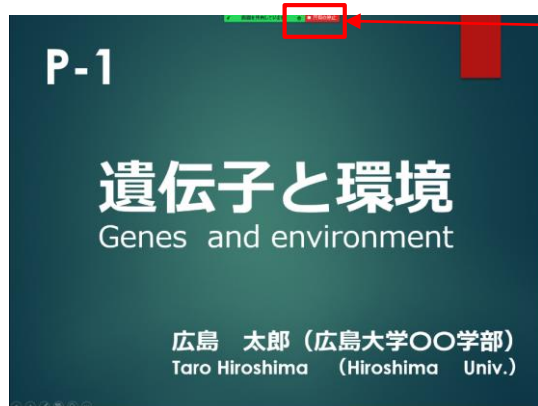 P-1
遺伝子と環境
Genes and environment
広島 太郎（広島大学〇〇学部）
Taro Hiroshima （Hiroshima Univ.）